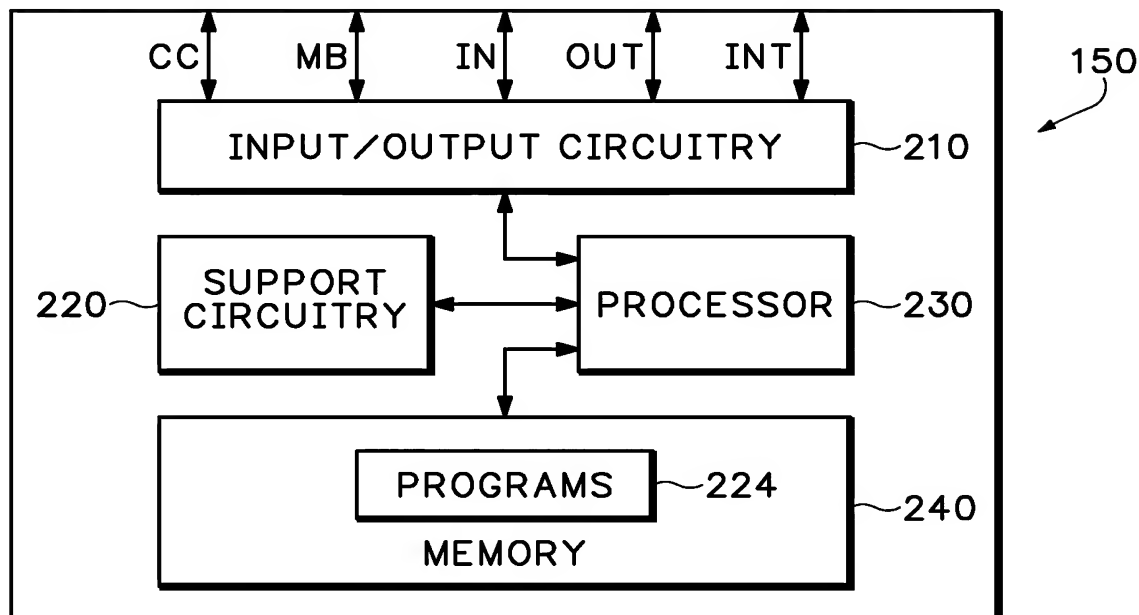 CC MB IN OUT INT
150
INPUT/OUTPUT CIRCUITRY 210
220 SUPPORT
CIRCUITRY
PROCESSOR 230
PROGRAMS 224
240
MEMORY